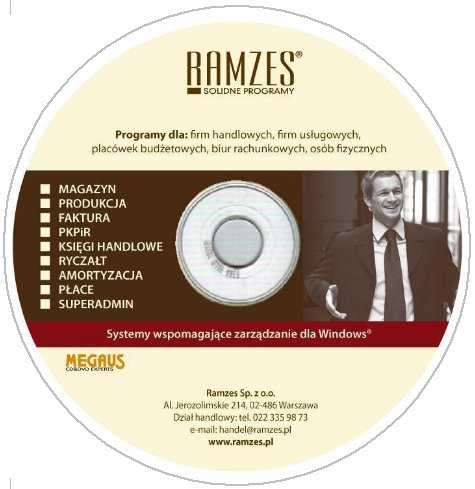 RAMZES®
SOLIDNE PROGRAMY
Programy dla: firm handlowych, firm usługowych,
placówek budżetowych, biur rachunkowych, osób fizycznych
MAGAZYN
PRODUKCJA
FAKTURA
PKPiR
KSIĘGI HANDLOWE
RYCZAŁT
AMORTYZACJA
PŁACE
SUPERADMIN
Systemy wspomagające zarządzanie dla Windows®
MEGAUS
CD&DVD EXPERTS
Ramzes Sp. z o.o.
Al. Jerozolimskie 214, 02-486 Warszawa
Dział handlowy: tel. 022 335 98 73
e-mail: handel@ramzes.pl
www.ramzes.pl